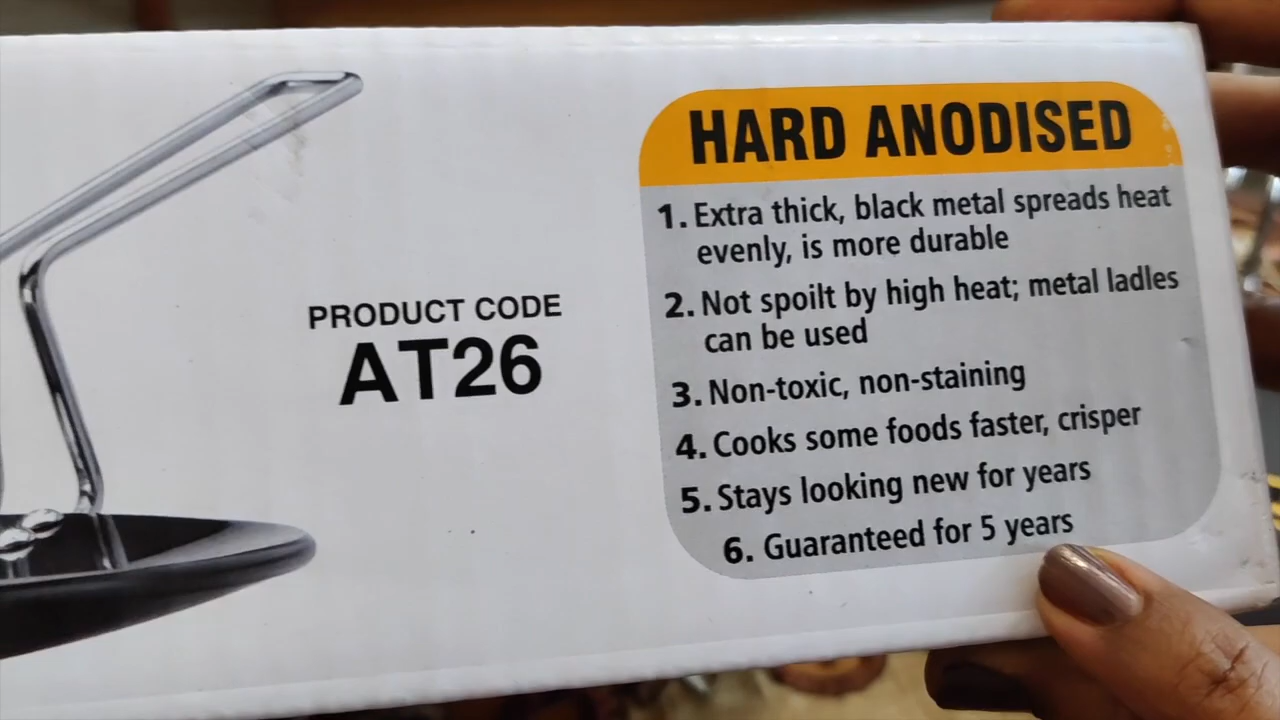 PRODUCT CODE
AT26
HARD ANODISED
1. Extra thick, black metal spreads heat
evenly, is more durable
2. Not spoilt by high heat; metal ladles
can be used
3. Non-toxic, non-staining
4. Cooks some foods faster, crisper
5. Stays looking new for years
6. Guaranteed for 5 years